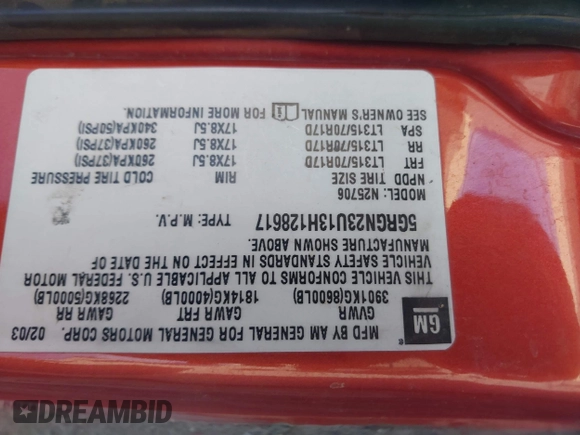 MFD BY AM GENERAL FOR GENERAL MOTORS CORP. 02/03
GM
GVWR GAWR FRT GAWR RR
3901KG(8600LB) 1814KG(4000LB) 2268KG(5000LB)
THIS VEHICLE CONFORMS TO ALL APPLICABLE U.S. FEDERAL MOTOR
VEHICLE SAFETY STANDARDS IN EFFECT ON THE DATE OF
MANUFACTURE SHOWN ABOVE.
5GRGN23U13H128617 TYPE: M.P.V.
MODEL: N25706
NPDD TIRE SIZE RIM COLD TIRE PRESSURE
FRT LT315/70R17D 17X8.5J 260KPA(37PSI)
RR LT315/70R17D 17X8.5J 260KPA(37PSI)
SPA LT315/70R17D 17X8.5J 340KPA(50PSI)
SEE OWNER'S MANUAL FOR MORE INFORMATION.
DREAMBID